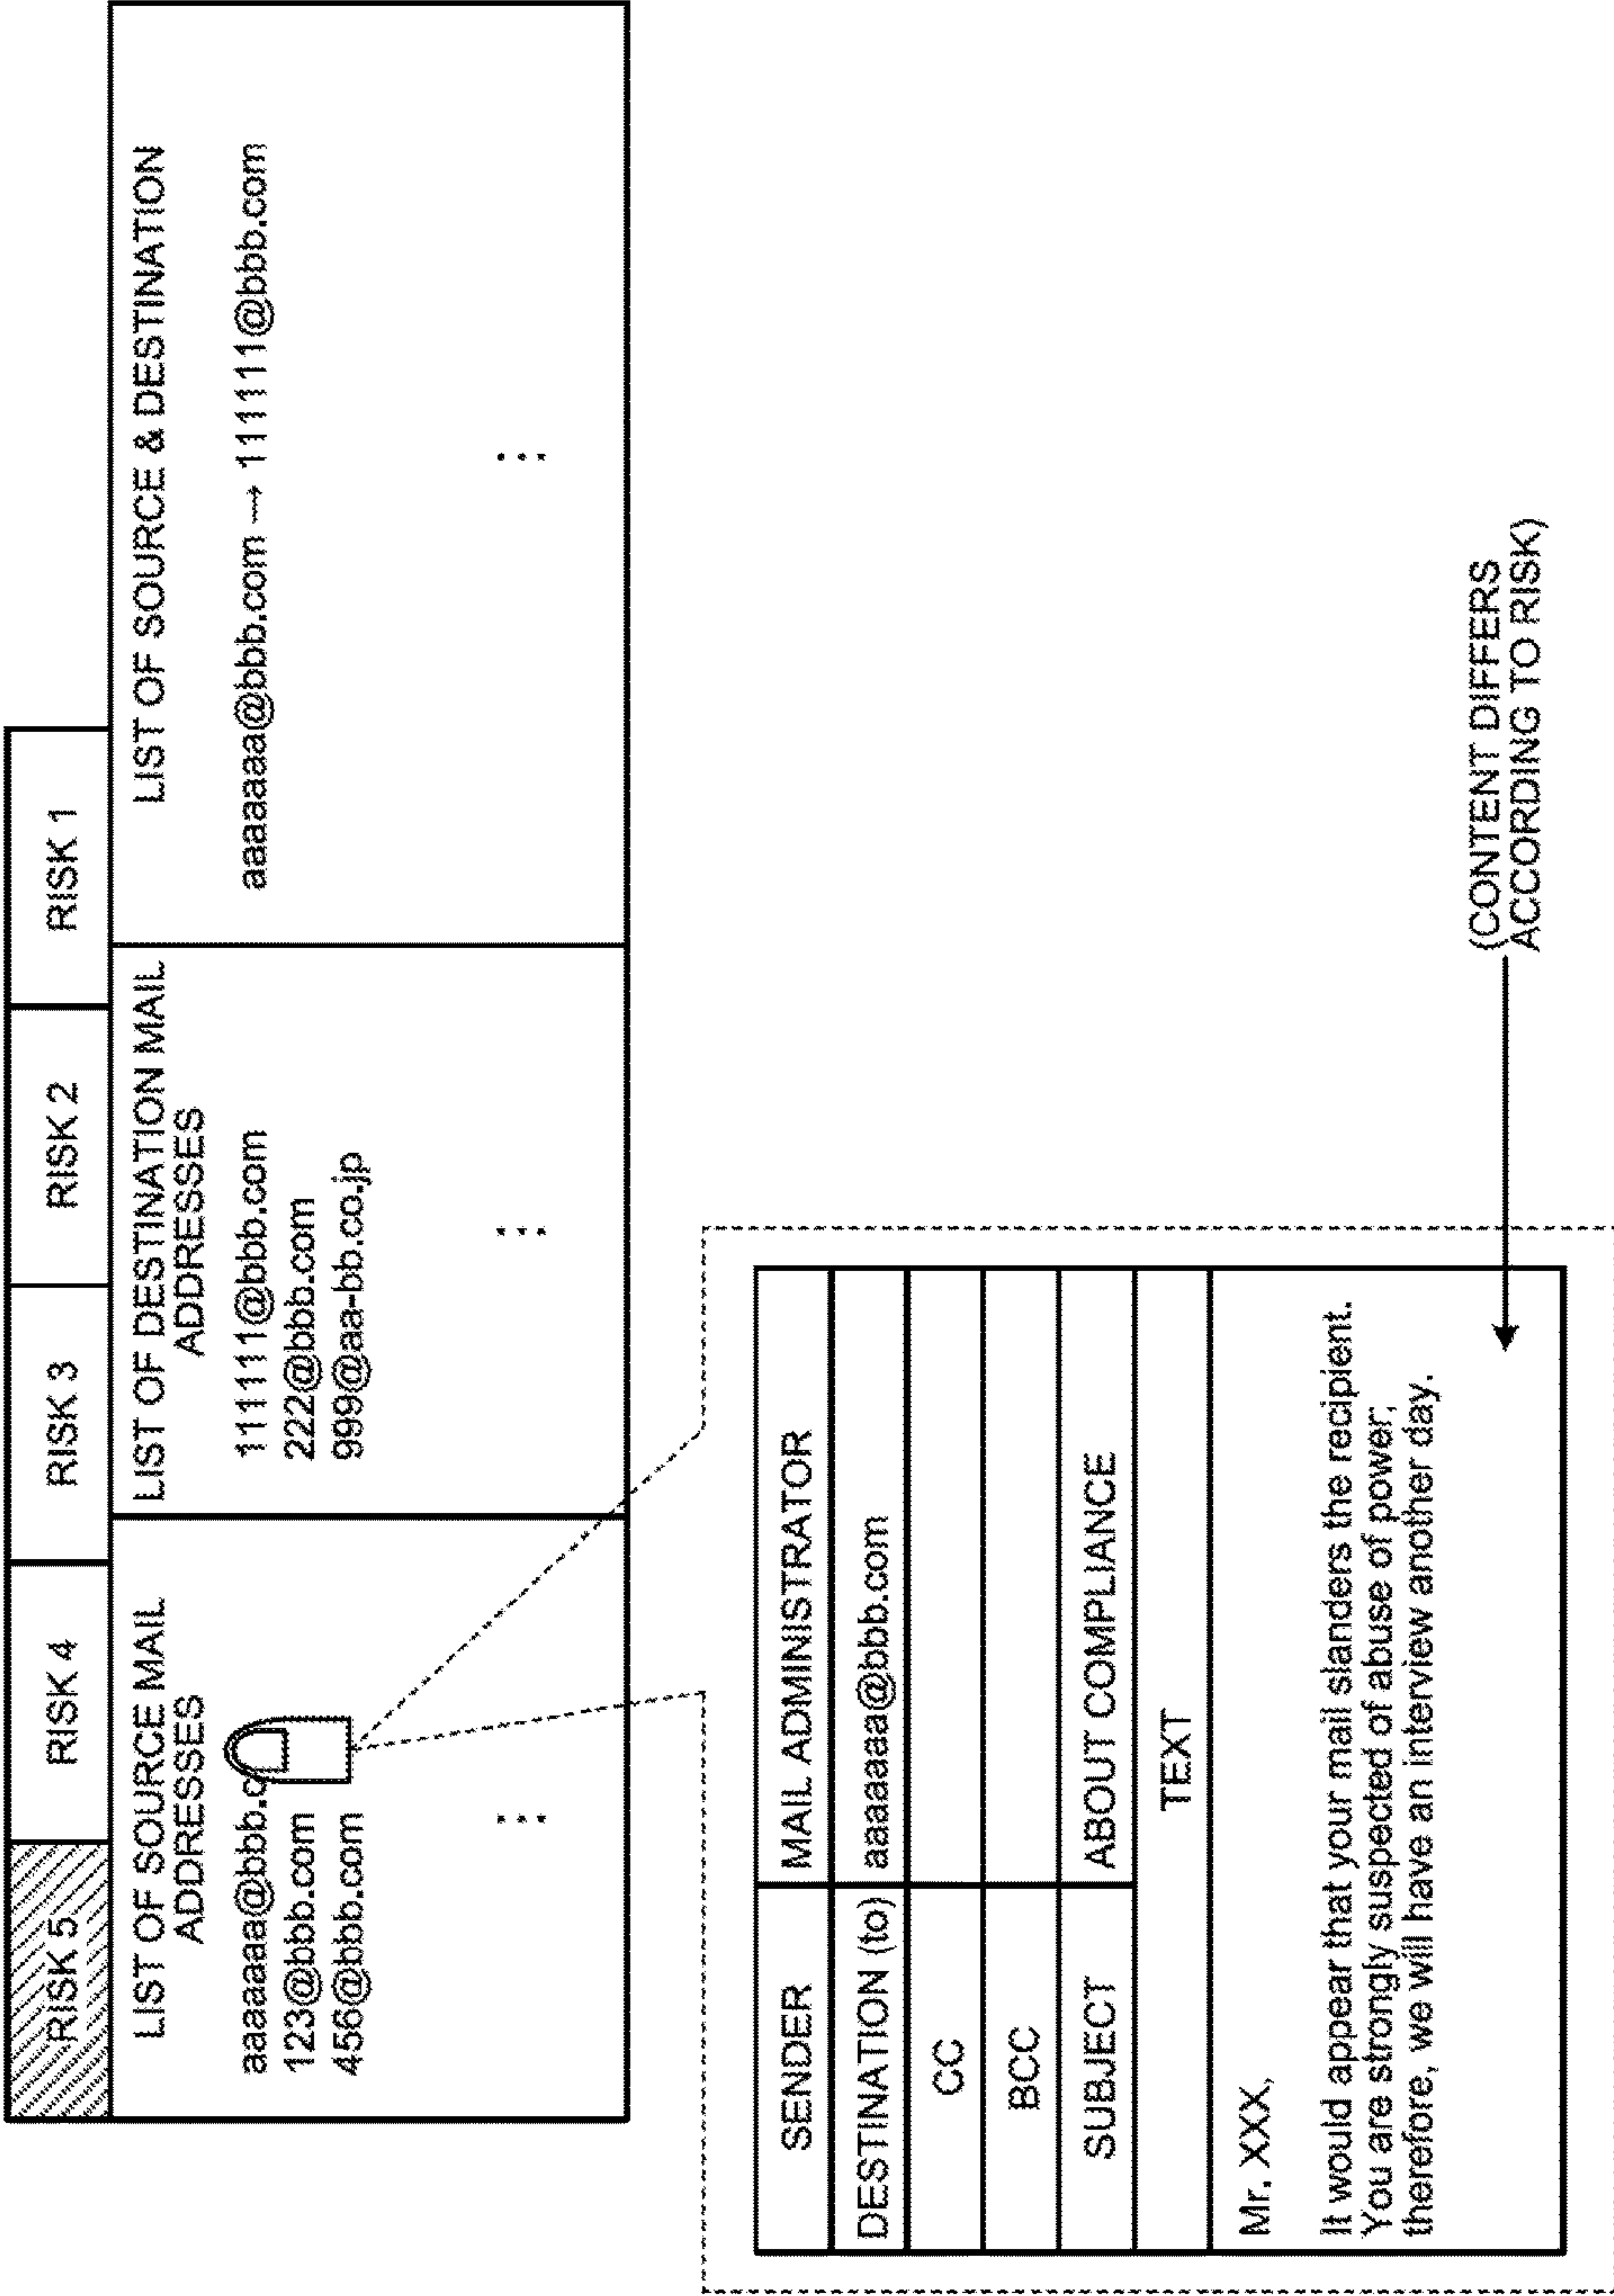 RISK 5
RISK 4
RISK 3
RISK 2
RISK 1
LIST OF SOURCE MAIL
ADDRESSES
aaaaaaa@bbb.c
123@bbb.com
456@bbb.com
⋮
LIST OF DESTINATION MAIL
ADDRESSES
111111@bbb.com
222@bbb.com
999@aa-bb.co.jp
⋮
LIST OF SOURCE & DESTINATION
aaaaaaa@bbb.com → 111111@bbb.com
⋮
SENDER
MAIL ADMINISTRATOR
DESTINATION (to)
aaaaaaa@bbb.com
CC
BCC
SUBJECT
ABOUT COMPLIANCE
TEXT
Mr. XXX,
It would appear that your mail slanders the recipient.
You are strongly suspected of abuse of power;
therefore, we will have an interview another day.
(CONTENT DIFFERS
ACCORDING TO RISK)